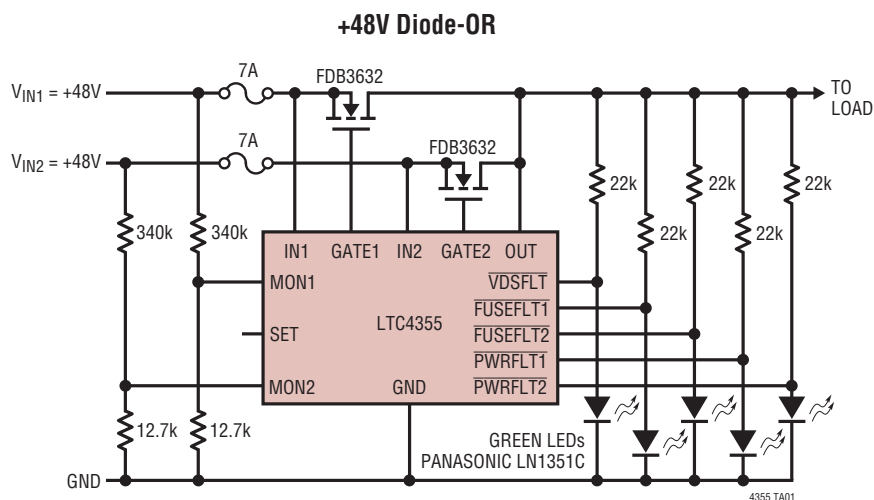 +48V Diode-OR
7A
FDB3632
VIN1 = +48V
TO
LOAD
7A
FDB3632
VIN2 = +48V
22k
22k
22k
340k
340k
22k
22k
IN1
GATE1
IN2
GATE2
OUT
MON1
VDSFLT
FUSEFLT1
LTC4355
SET
FUSEFLT2
PWRFLT1
MON2
GND
PWRFLT2
12.7k
12.7k
GREEN LEDs
PANASONIC LN1351C
GND
4355 TA01